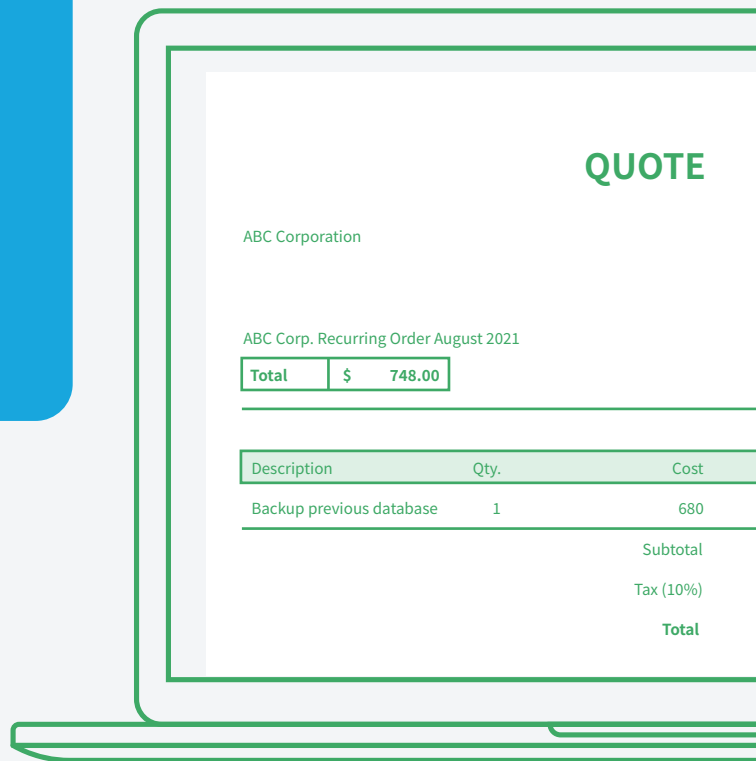 QUOTE
ABC Corporation
ABC Corp. Recurring Order August 2021
Total $ 748.00
Description Qty. Cost
Backup previous database 1 680
Subtotal
Tax (10%)
Total